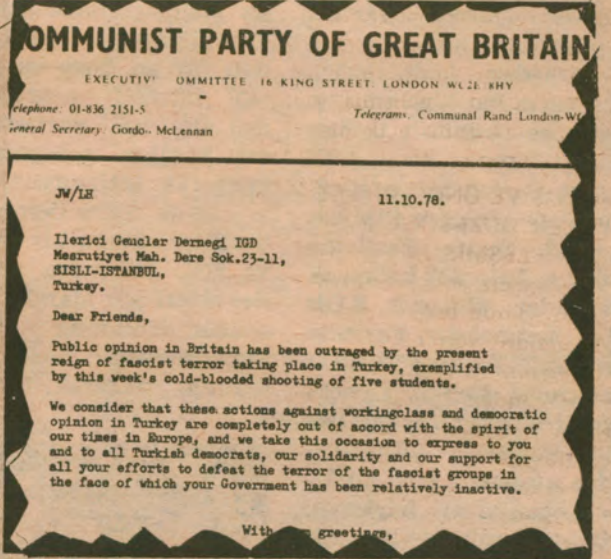 OMMUNIST PARTY OF GREAT BRITAIN
EXECUTIV OMMITTEE 16 KING STREET LONDON WC2E 8HY
elephone: 01-836 2151-5 Telegrams: Communal Rand London-WC
eneral Secretary: Gordo McLennan
JW/LH 11.10.78.
Ilerici Gencler Dernegi IGD
Mesrutiyet Mah. Dere Sok.23-11,
SISLI-ISTANBUL,
Turkey.
Dear Friends,
Public opinion in Britain has been outraged by the present
reign of fascist terror taking place in Turkey, exemplified
by this week's cold-blooded shooting of five students.
We consider that these actions against workingclass and democratic
opinion in Turkey are completely out of accord with the spirit of
our times in Europe, and we take this occasion to express to you
and to all Turkish democrats, our solidarity and our support for
all your efforts to defeat the terror of the fascist groups in
the face of which your Government has been relatively inactive.
With greetings,